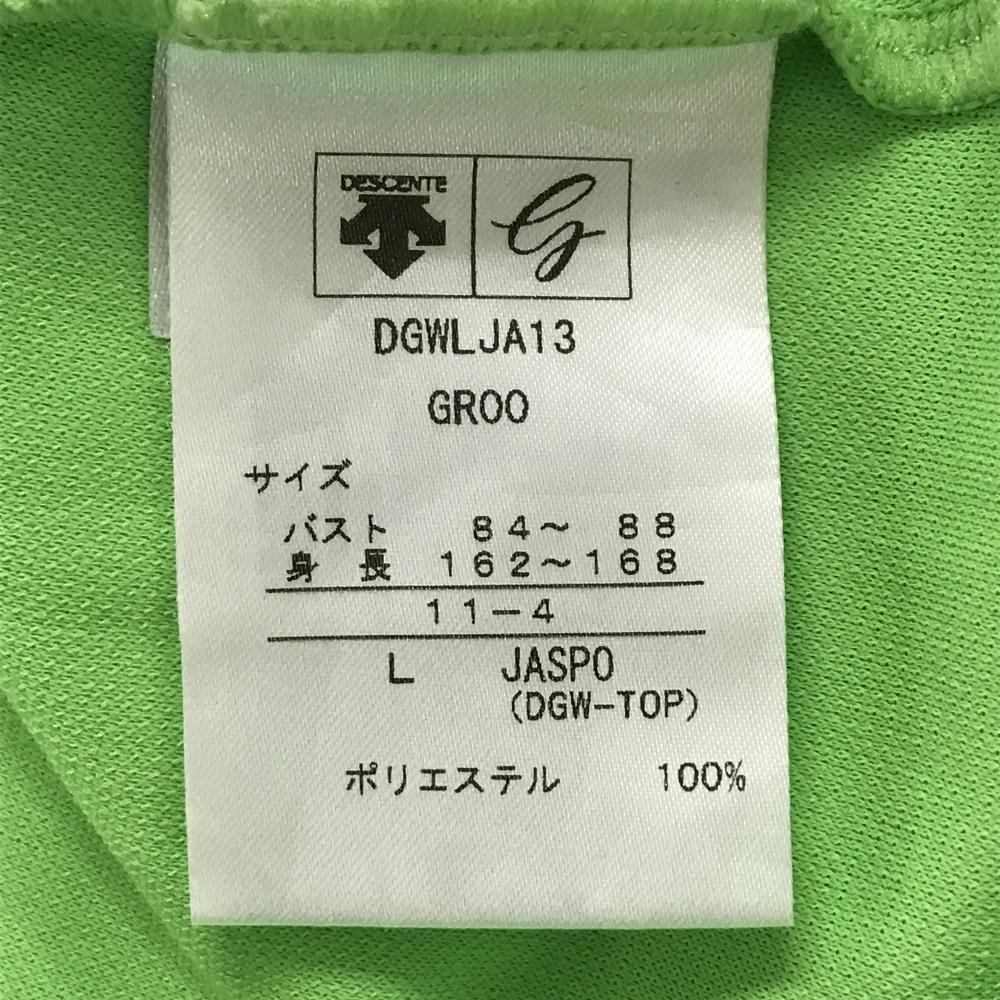 DESCENTE
G
DGWLJA13
GR00
サイズ
バスト 84〜 88
身 長 162〜168
11－4
L JASPO
(DGW-TOP)
ポリエステル 100%